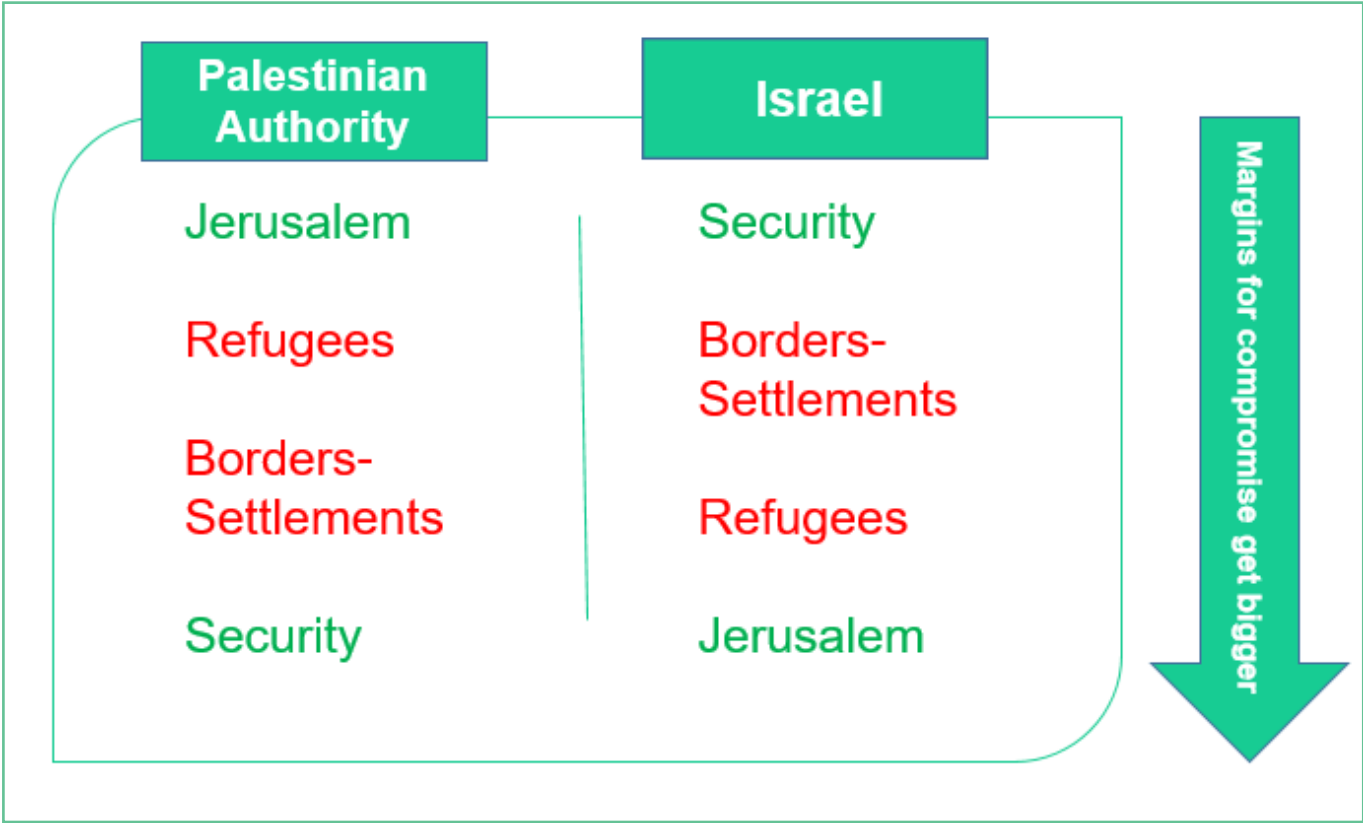 Palestinian
Authority
Israel
Jerusalem
Refugees
Borders-
Settlements
Security
Security
Borders-
Settlements
Refugees
Jerusalem
Margins for compromise get bigger